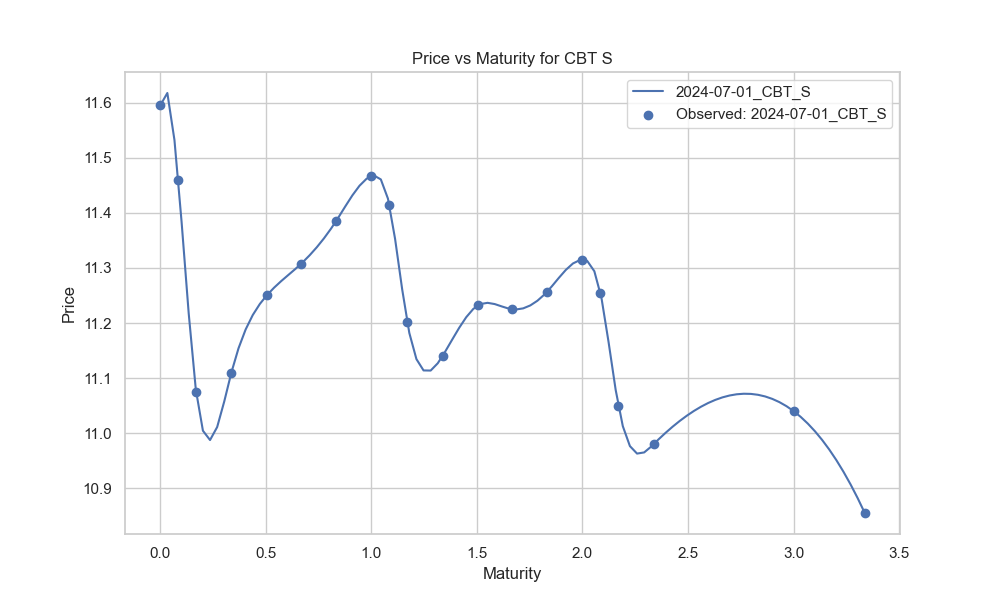 Price vs Maturity for CBT S
2024-07-01_CBT_S
Observed: 2024-07-01_CBT_S
Price
11.6
11.5
11.4
11.3
11.2
11.1
11.0
10.9
0.0 0.5 1.0 1.5 2.0 2.5 3.0 3.5
Maturity